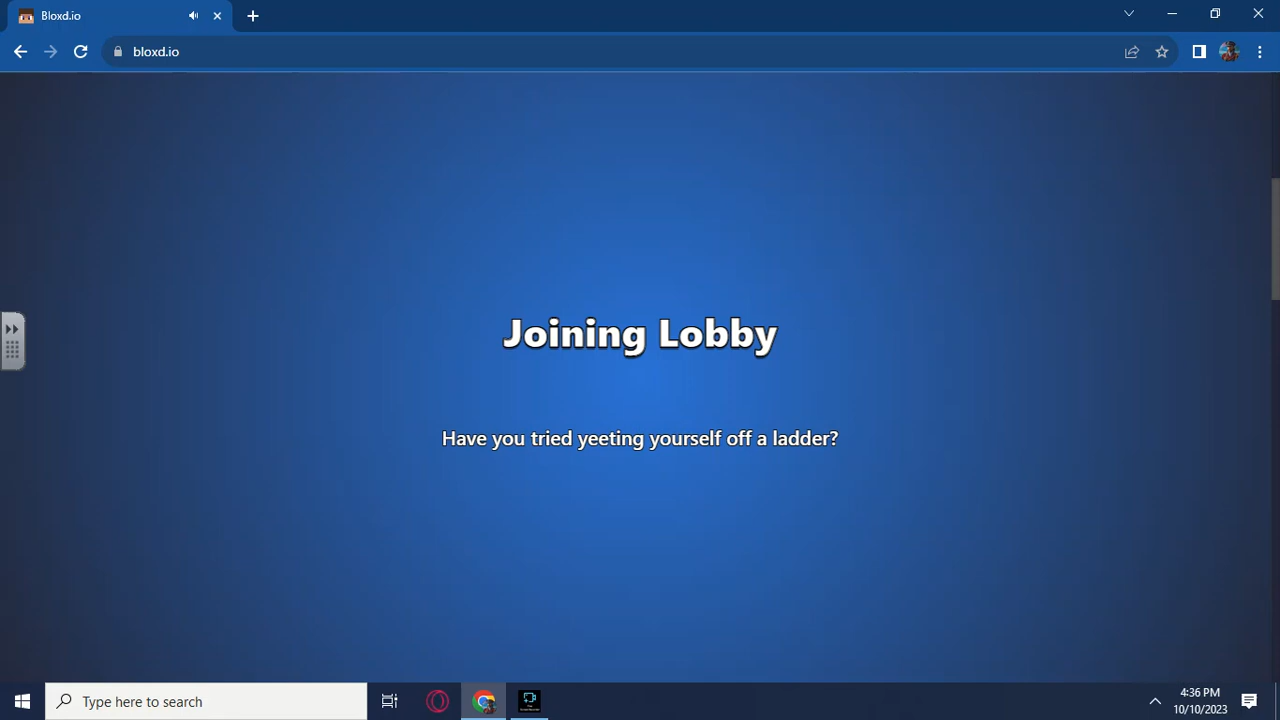 Bloxd.io
bloxd.io
Joining Lobby
Have you tried yeeting yourself off a ladder?
Type here to search
4:36 PM
10/10/2023